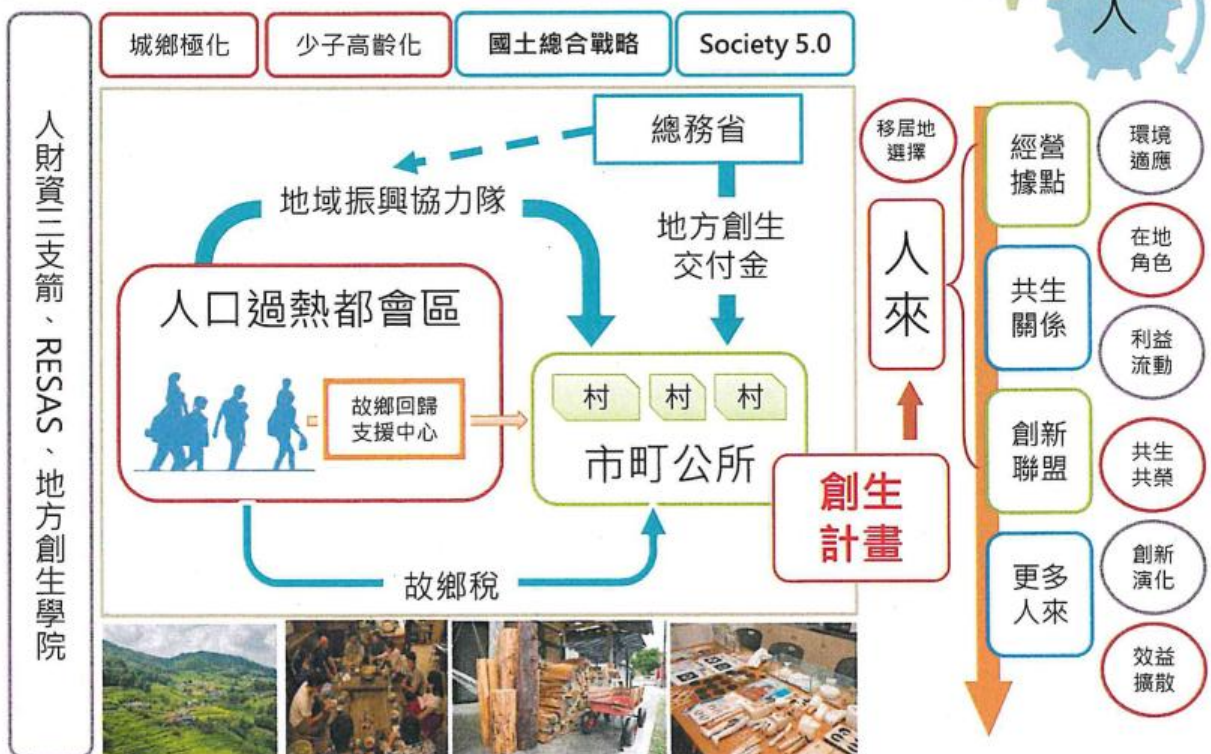 人
城鄉極化
少子高齡化
國土總合戰略
Society 5.0
人財資三支箭、RESAS、地方創生學院
總務省
地域振興協力隊
地方創生
交付金
人口過熱都會區
故鄉回歸
支援中心
村
村
村
市町公所
故鄉稅
創生
計畫
移居地
選擇
人
來
經營
據點
共生
關係
創新
聯盟
更多
人來
環境
適應
在地
角色
利益
流動
共生
共榮
創新
演化
效益
擴散